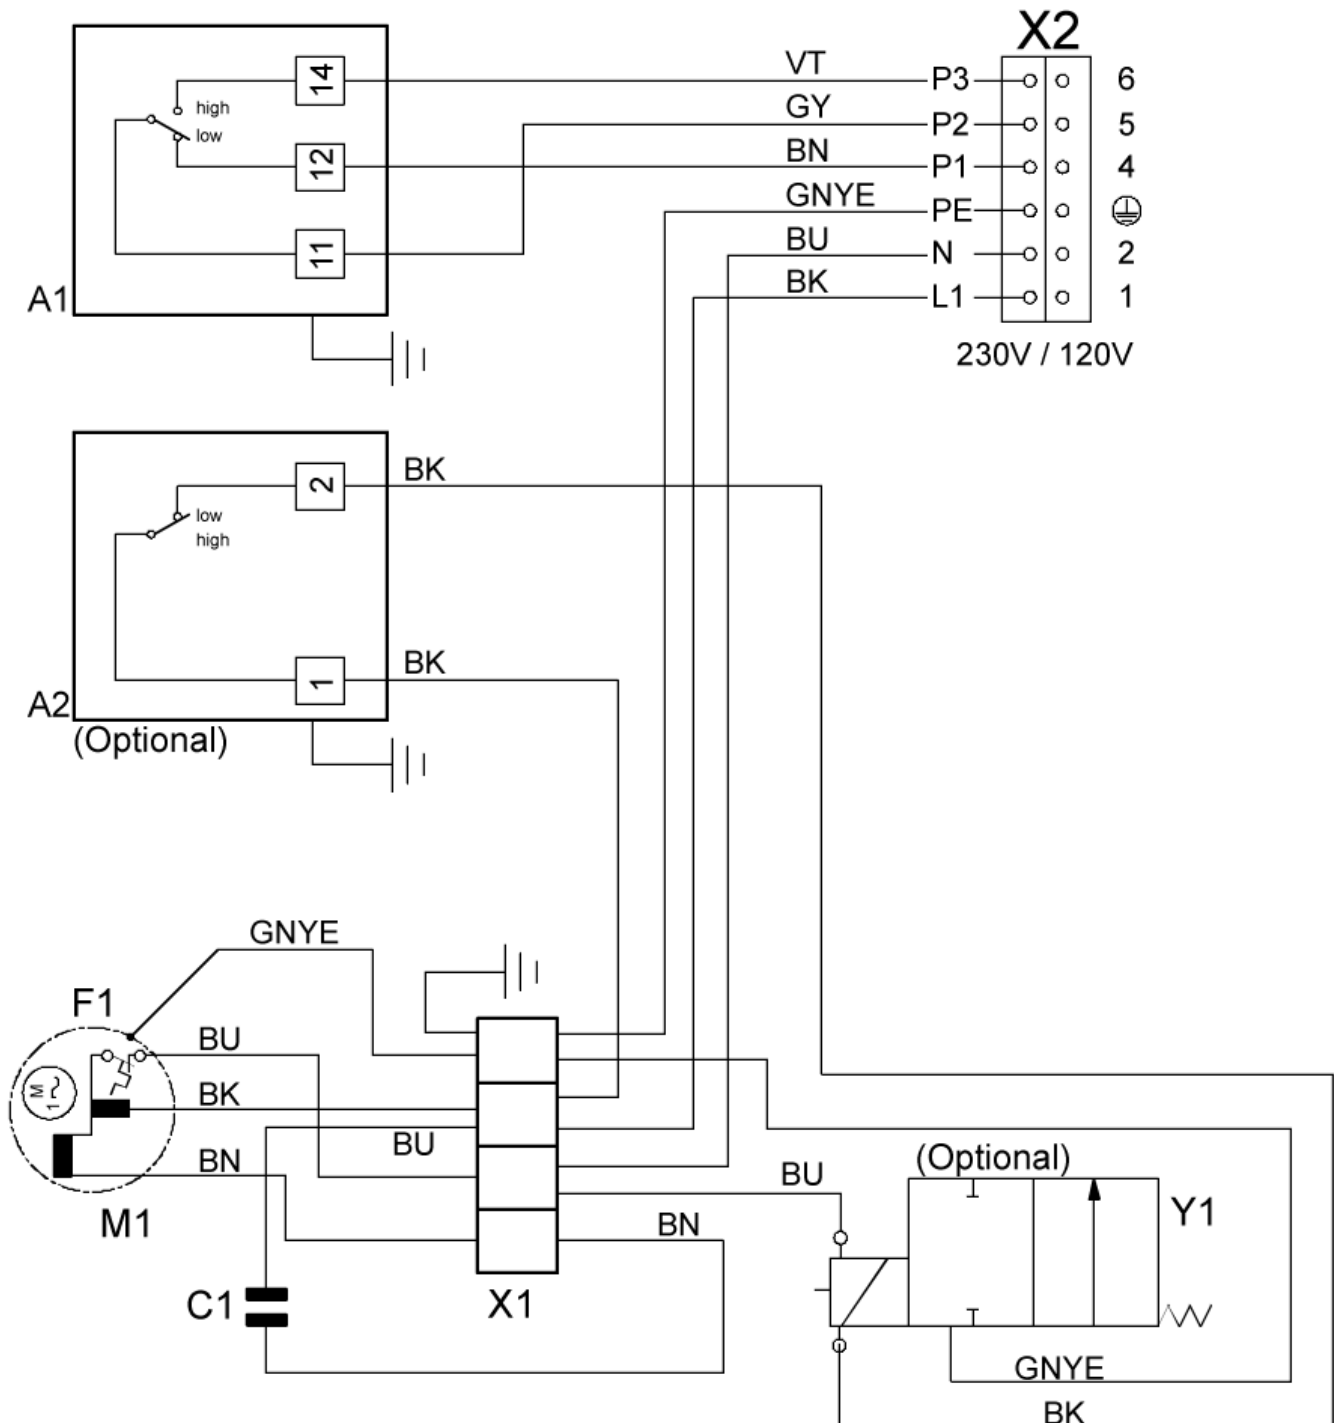 X2
VT
P3
6
14
high
low
GY
P2
5
12
BN
P1
4
GNYE
PE
11
BU
N
2
BK
L1
1
A1
230V / 120V
2
BK
low
high
1
BK
A2
(Optional)
GNYE
F1
BU
M
1~
BK
BU
BN
M1
(Optional)
BU
Y1
BN
C1
X1
GNYE
BK